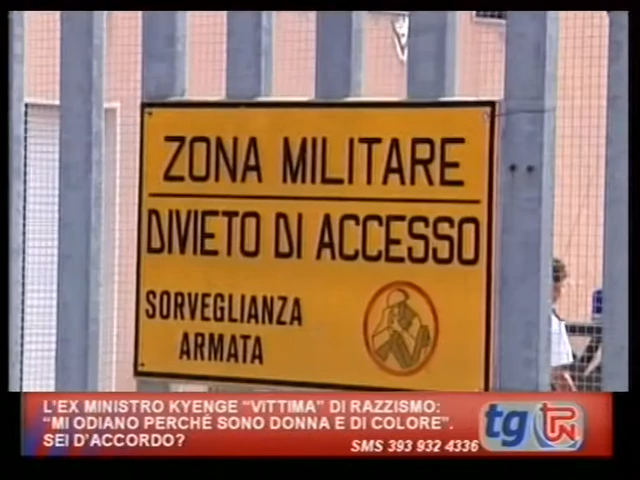 ZONA MILITARE
DIVIETO DI ACCESSO
SORVEGLIANZA
ARMATA
L'EX MINISTRO KYENGE "VITTIMA" DI RAZZISMO:
"MI ODIANO PERCHÉ SONO DONNA E DI COLORE".
SEI D'ACCORDO?
SMS 393 932 4336
tg TPN